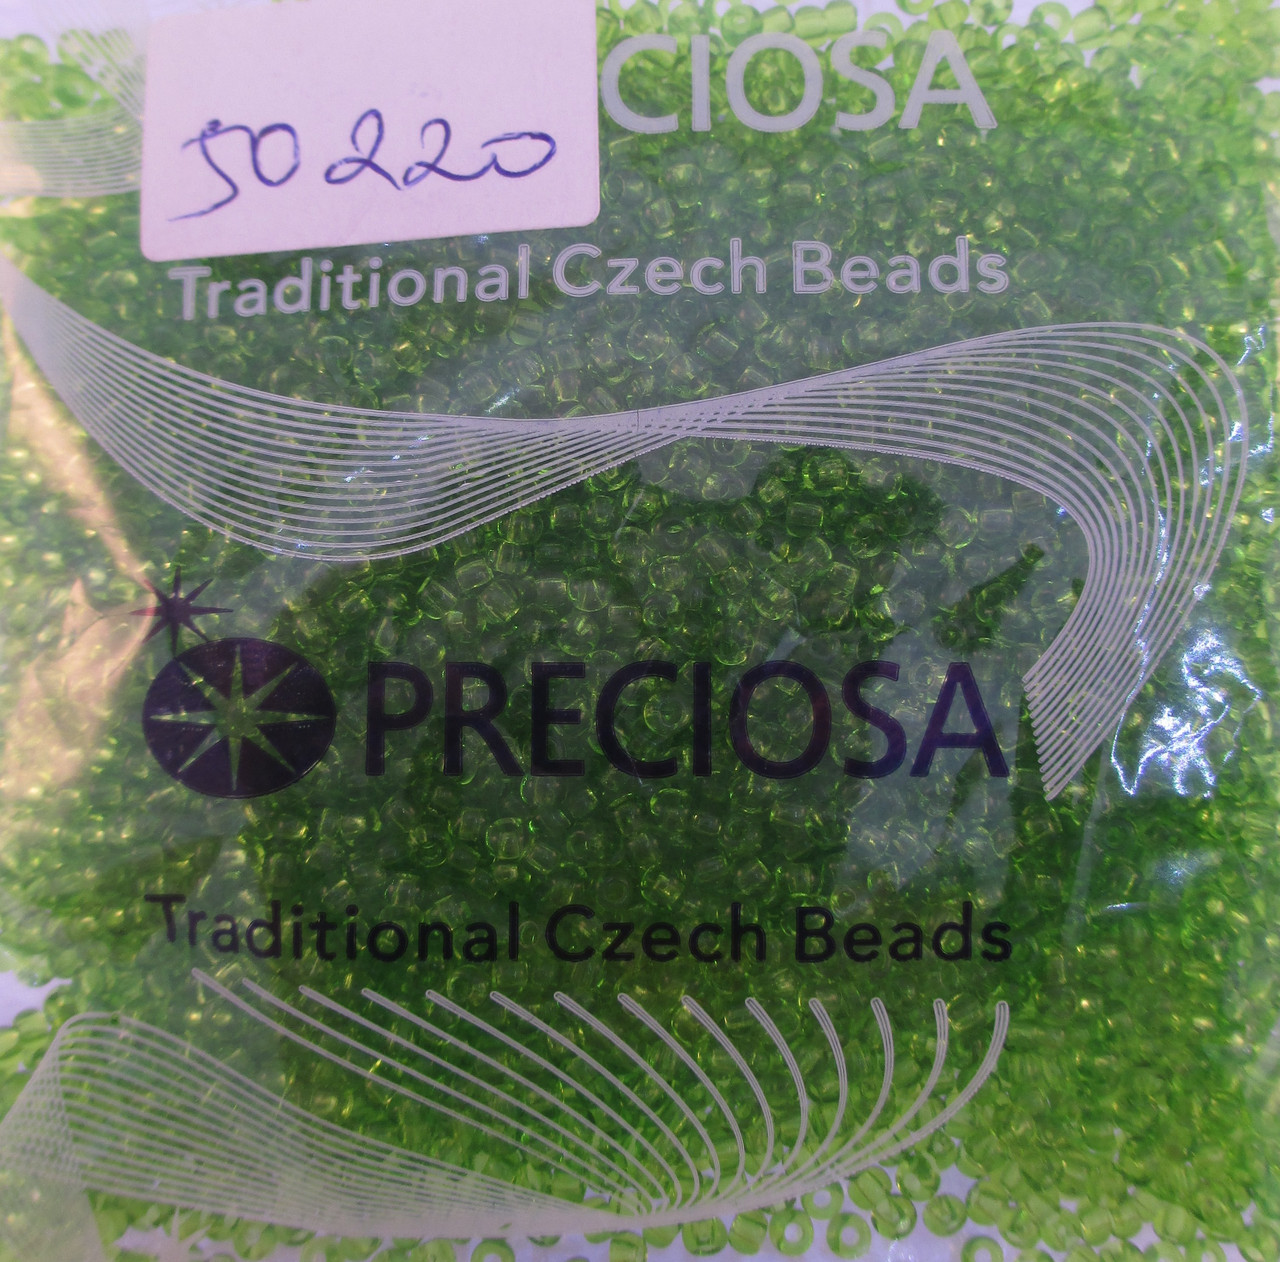 CIOSA
50220
Traditional Czech Beads
PRECIOSA
Traditional Czech Beads